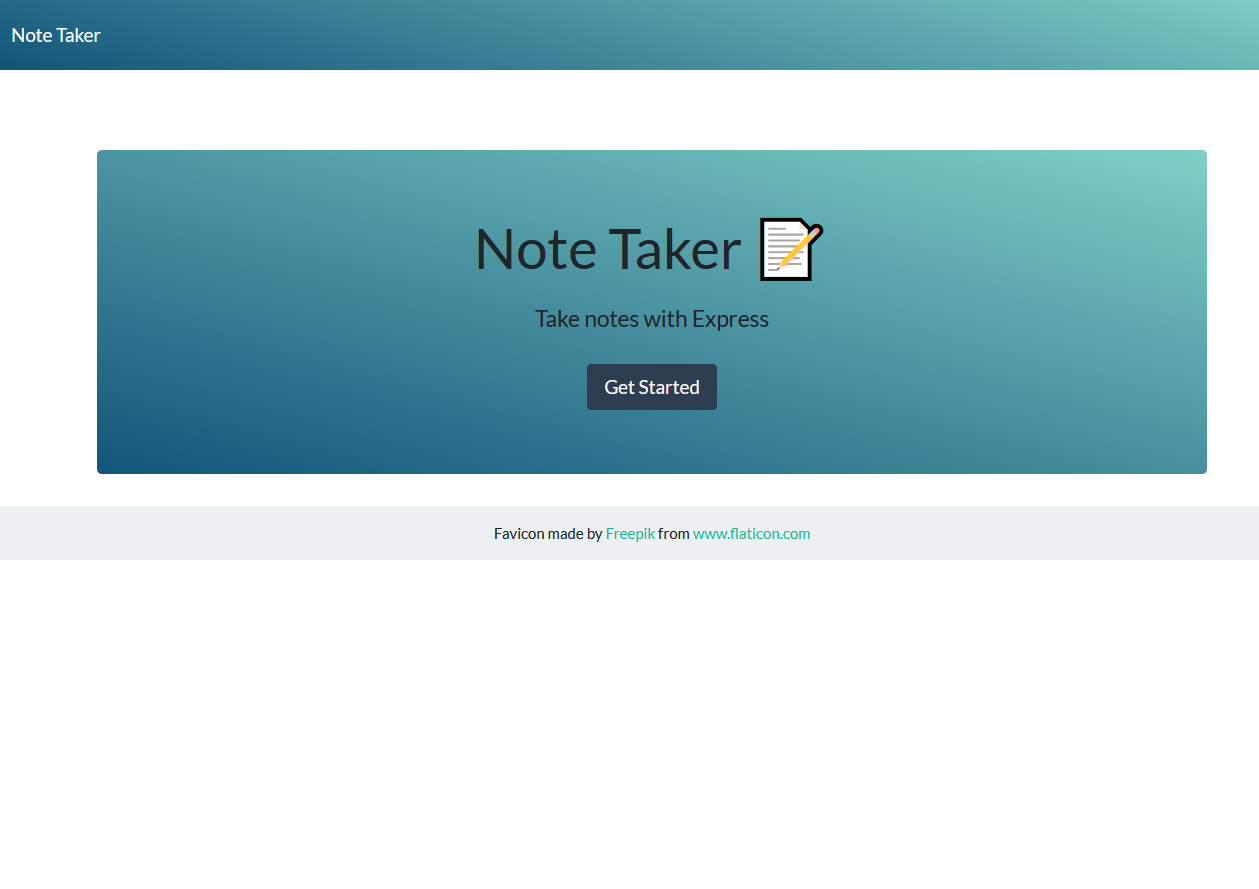 Note Taker
Note Taker 📝
Take notes with Express
Get Started
Favicon made by Freepik from www.flaticon.com